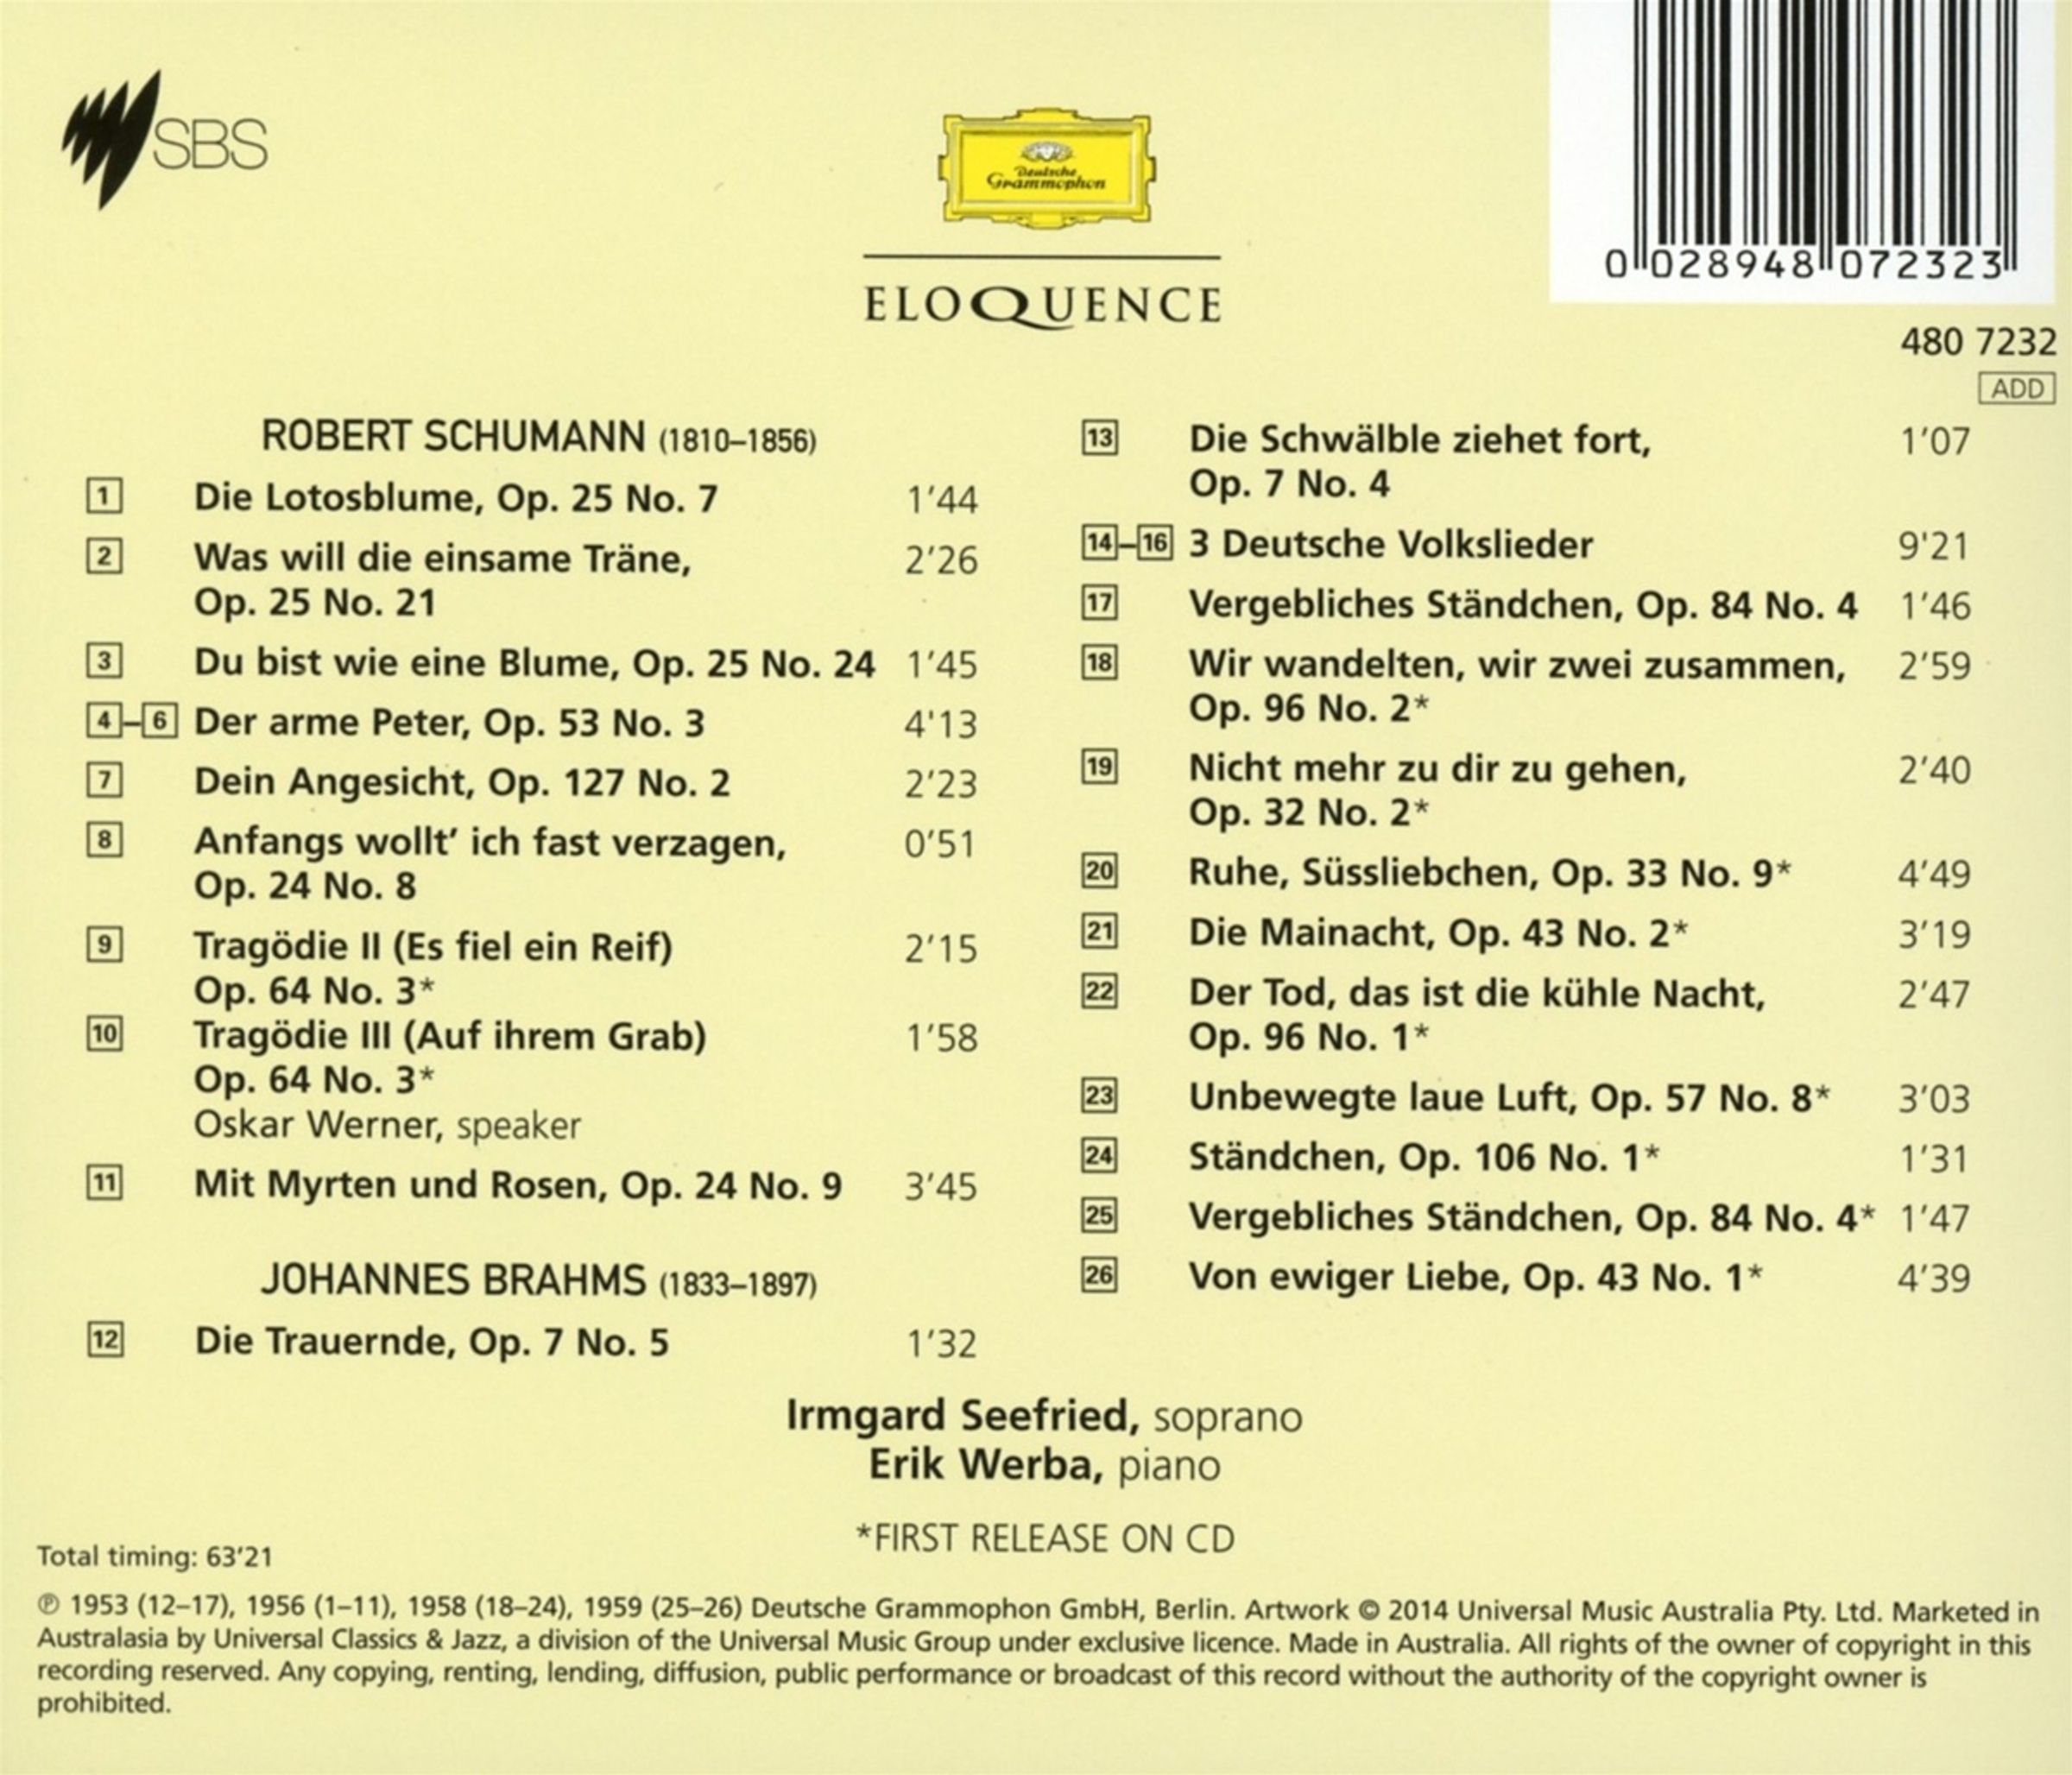 SBS
Deutsche
Grammophon
ELOQUENCE
0 028948 072323
480 7232
ADD
ROBERT SCHUMANN (1810–1856)
1 Die Lotosblume, Op. 25 No. 7 1’44
2 Was will die einsame Träne, 2’26
Op. 25 No. 21
3 Du bist wie eine Blume, Op. 25 No. 24 1’45
4–6 Der arme Peter, Op. 53 No. 3 4'13
7 Dein Angesicht, Op. 127 No. 2 2’23
8 Anfangs wollt’ ich fast verzagen, 0’51
Op. 24 No. 8
9 Tragödie II (Es fiel ein Reif) 2’15
Op. 64 No. 3*
10 Tragödie III (Auf ihrem Grab) 1’58
Op. 64 No. 3*
Oskar Werner, speaker
11 Mit Myrten und Rosen, Op. 24 No. 9 3’45
JOHANNES BRAHMS (1833–1897)
12 Die Trauernde, Op. 7 No. 5 1’32
13 Die Schwälble ziehet fort, 1’07
Op. 7 No. 4
14–16 3 Deutsche Volkslieder 9'21
17 Vergebliches Ständchen, Op. 84 No. 4 1’46
18 Wir wandelten, wir zwei zusammen, 2’59
Op. 96 No. 2*
19 Nicht mehr zu dir zu gehen, 2’40
Op. 32 No. 2*
20 Ruhe, Süssliebchen, Op. 33 No. 9* 4’49
21 Die Mainacht, Op. 43 No. 2* 3’19
22 Der Tod, das ist die kühle Nacht, 2’47
Op. 96 No. 1*
23 Unbewegte laue Luft, Op. 57 No. 8* 3’03
24 Ständchen, Op. 106 No. 1* 1’31
25 Vergebliches Ständchen, Op. 84 No. 4* 1’47
26 Von ewiger Liebe, Op. 43 No. 1* 4’39
Irmgard Seefried, soprano
Erik Werba, piano
*FIRST RELEASE ON CD
Total timing: 63’21
℗ 1953 (12–17), 1956 (1–11), 1958 (18–24), 1959 (25–26) Deutsche Grammophon GmbH, Berlin. Artwork © 2014 Universal Music Australia Pty. Ltd. Marketed in
Australasia by Universal Classics & Jazz, a division of the Universal Music Group under exclusive licence. Made in Australia. All rights of the owner of copyright in this
recording reserved. Any copying, renting, lending, diffusion, public performance or broadcast of this record without the authority of the copyright owner is
prohibited.